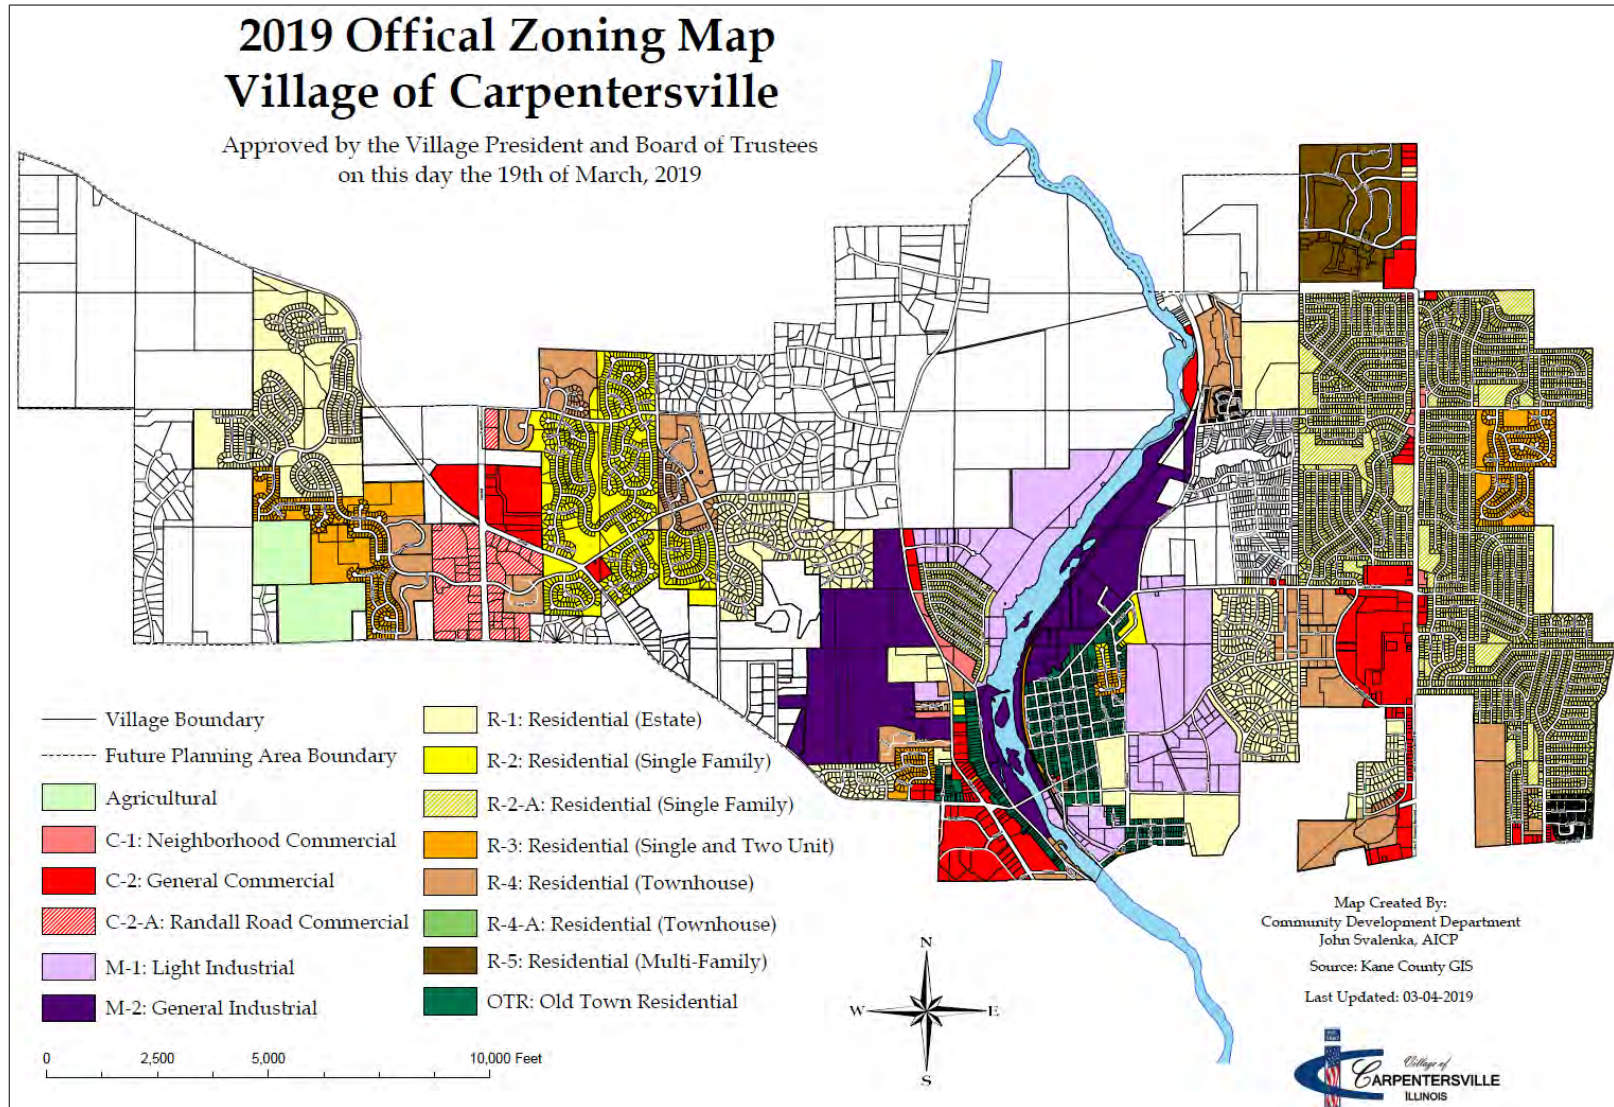 2019 Offical Zoning Map
Village of Carpentersville
Approved by the Village President and Board of Trustees
on this day the 19th of March, 2019
Village Boundary
Future Planning Area Boundary
Agricultural
C-1: Neighborhood Commercial
C-2: General Commercial
C-2-A: Randall Road Commercial
M-1: Light Industrial
M-2: General Industrial
R-1: Residential (Estate)
R-2: Residential (Single Family)
R-2-A: Residential (Single Family)
R-3: Residential (Single and Two Unit)
R-4: Residential (Townhouse)
R-4-A: Residential (Townhouse)
R-5: Residential (Multi-Family)
OTR: Old Town Residential
0 2,500 5,000 10,000 Feet
N
W E
S
Map Created By:
Community Development Department
John Svalenka, AICP
Source: Kane County GIS
Last Updated: 03-04-2019
Village of
CARPENTERSVILLE
ILLINOIS